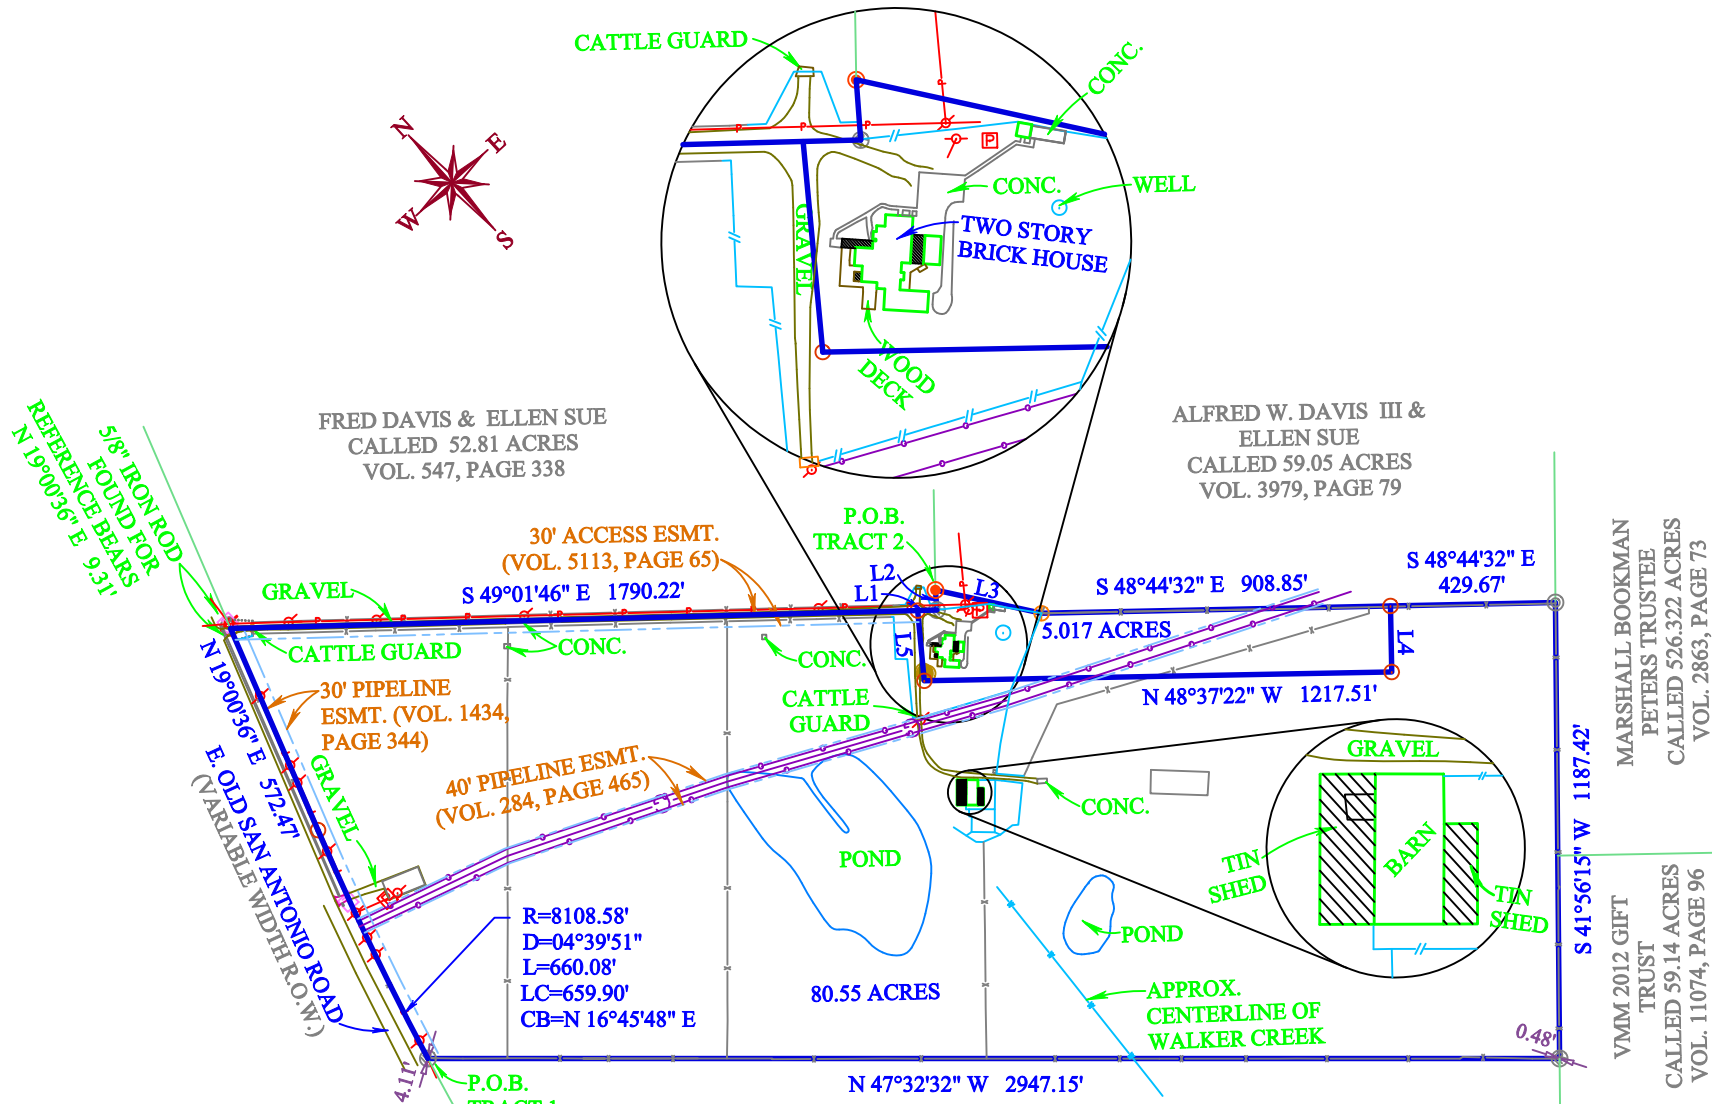 CATTLE GUARD
CONC.
N
E
W
S
P
P
P
P
CONC.
WELL
GRAVEL
TWO STORY
BRICK HOUSE
WOOD
DECK
FRED DAVIS & ELLEN SUE
CALLED 52.81 ACRES
VOL. 547, PAGE 338
ALFRED W. DAVIS III &
ELLEN SUE
CALLED 59.05 ACRES
VOL. 3979, PAGE 79
5/8" IRON ROD
FOUND FOR
REFERENCE BEARS
N 19°00'36" E 9.31'
30' ACCESS ESMT.
(VOL. 5113, PAGE 65)
P.O.B.
TRACT 2
GRAVEL
S 49°01'46" E 1790.22'
L2
L1
L3
S 48°44'32" E 908.85'
S 48°44'32" E
429.67'
5.017 ACRES
L4
L5
CATTLE GUARD
CONC.
CONC.
N 48°37'22" W 1217.51'
CATTLE
GUARD
30' PIPELINE
ESMT. (VOL. 1434,
PAGE 344)
N 19°00'36" E 572.47'
E. OLD SAN ANTONIO ROAD
(VARIABLE WIDTH R.O.W.)
GRAVEL
40' PIPELINE ESMT.
(VOL. 284, PAGE 465)
CONC.
POND
GRAVEL
TIN
SHED
BARN
TIN
SHED
POND
R=8108.58'
D=04°39'51"
L=660.08'
LC=659.90'
CB=N 16°45'48" E
80.55 ACRES
APPROX.
CENTERLINE OF
WALKER CREEK
S 41°56'15" W 1187.42'
MARSHALL BOOKMAN
PETERS TRUSTEE
CALLED 526.322 ACRES
VOL. 2863, PAGE 73
VMM 2012 GIFT
TRUST
CALLED 59.14 ACRES
VOL. 11074, PAGE 96
0.48'
4.11'
P.O.B.
TRACT 1
N 47°32'32" W 2947.15'